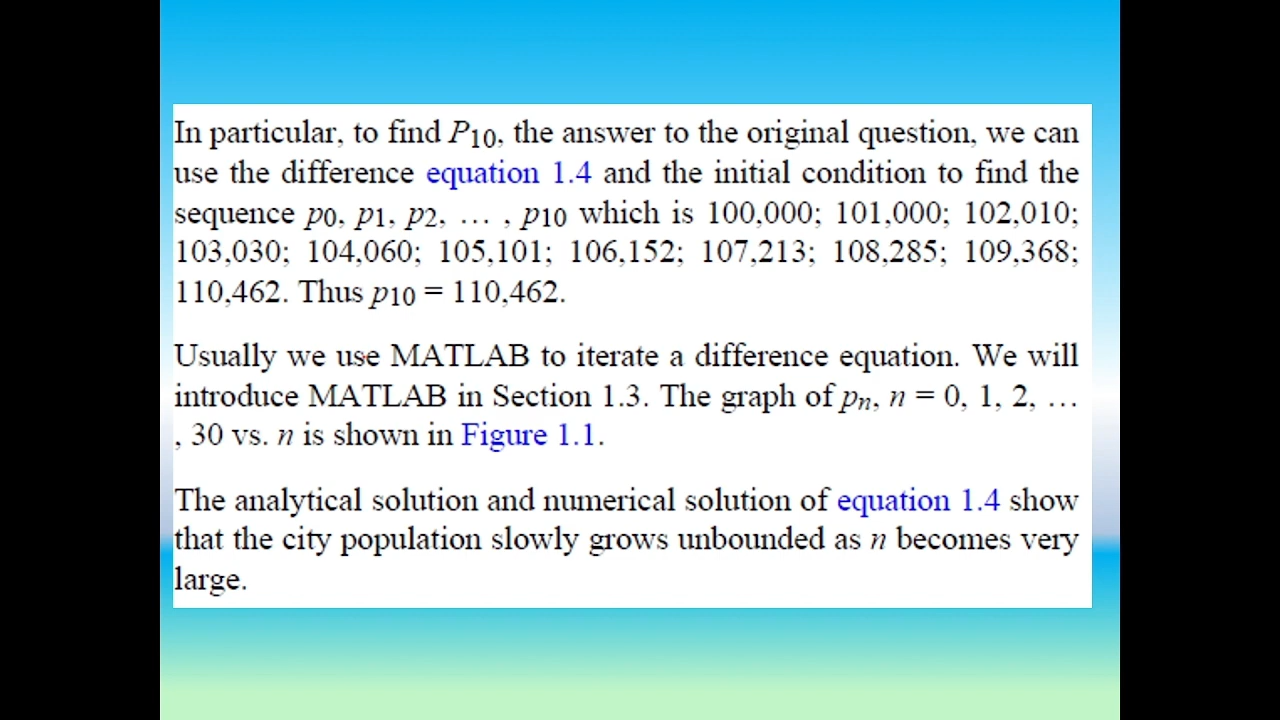 In particular, to find P10, the answer to the original question, we can
use the difference equation 1.4 and the initial condition to find the
sequence p0, p1, p2, … , p10 which is 100,000; 101,000; 102,010;
103,030; 104,060; 105,101; 106,152; 107,213; 108,285; 109,368;
110,462. Thus p10 = 110,462.
Usually we use MATLAB to iterate a difference equation. We will
introduce MATLAB in Section 1.3. The graph of pn, n = 0, 1, 2, …
, 30 vs. n is shown in Figure 1.1.
The analytical solution and numerical solution of equation 1.4 show
that the city population slowly grows unbounded as n becomes very
large.